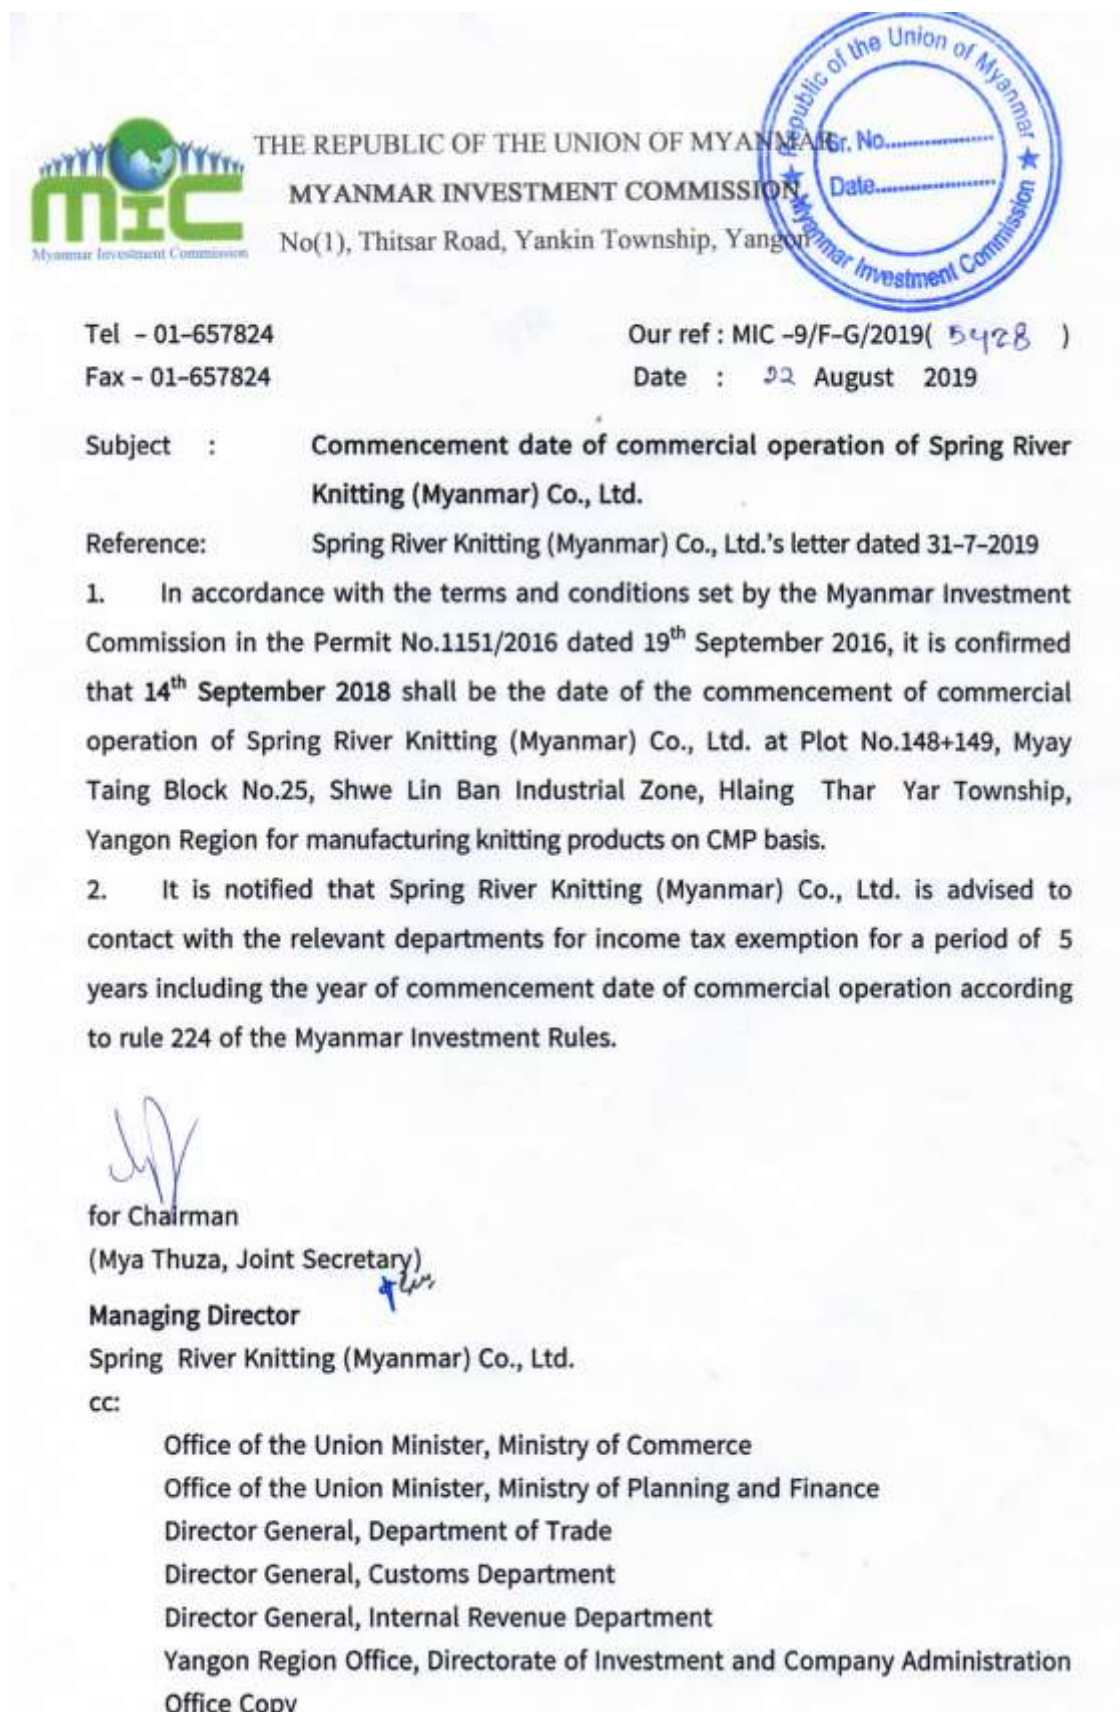 Republic of the Union of Myanmar
Sr. No....................
Date.......................
Myanmar Investment Commission
MIC
Myanmar Investment Commission
THE REPUBLIC OF THE UNION OF MYANMAR
MYANMAR INVESTMENT COMMISSION
No(1), Thitsar Road, Yankin Township, Yangon
Tel – 01–657824
Our ref : MIC –9/F–G/2019( 5428 )
Fax – 01–657824
Date : 22 August 2019
Subject : Commencement date of commercial operation of Spring River
Knitting (Myanmar) Co., Ltd.
Reference: Spring River Knitting (Myanmar) Co., Ltd.'s letter dated 31–7–2019
1. In accordance with the terms and conditions set by the Myanmar Investment
Commission in the Permit No.1151/2016 dated 19th September 2016, it is confirmed
that 14th September 2018 shall be the date of the commencement of commercial
operation of Spring River Knitting (Myanmar) Co., Ltd. at Plot No.148+149, Myay
Taing Block No.25, Shwe Lin Ban Industrial Zone, Hlaing Thar Yar Township,
Yangon Region for manufacturing knitting products on CMP basis.
2. It is notified that Spring River Knitting (Myanmar) Co., Ltd. is advised to
contact with the relevant departments for income tax exemption for a period of 5
years including the year of commencement date of commercial operation according
to rule 224 of the Myanmar Investment Rules.
for Chairman
(Mya Thuza, Joint Secretary)
Managing Director
Spring River Knitting (Myanmar) Co., Ltd.
cc:
Office of the Union Minister, Ministry of Commerce
Office of the Union Minister, Ministry of Planning and Finance
Director General, Department of Trade
Director General, Customs Department
Director General, Internal Revenue Department
Yangon Region Office, Directorate of Investment and Company Administration
Office Copy